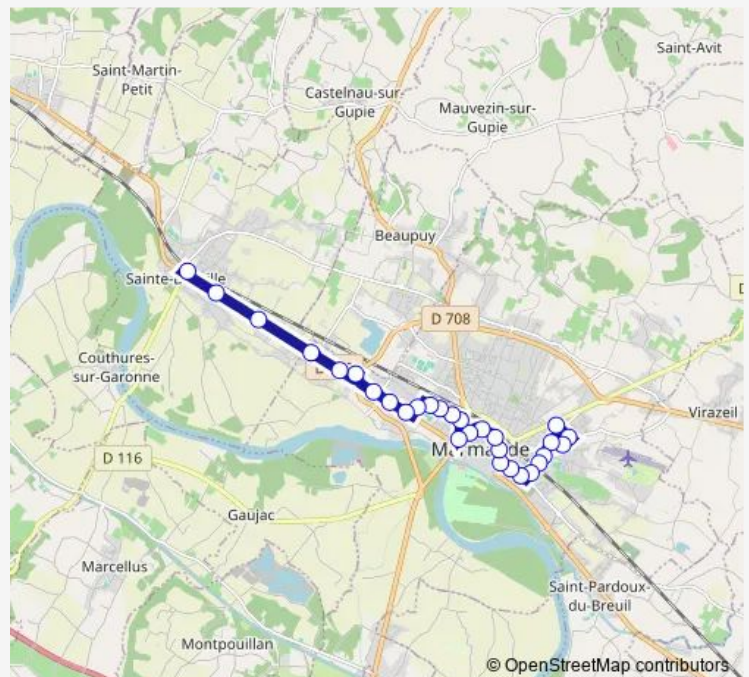 Saint-Avit
Saint-Martin-
Petit
Castelnau-sur-
Gupie
Mauvezin-sur-
Gupie
Beaupuy
Sainte-
D 708
Couthures-
sur-Garonne
Virazeil
D 116
Gaujac
Marcellus
Saint-Pardoux-
du-Breuil
Montpouillan
© OpenStreetMap contributors